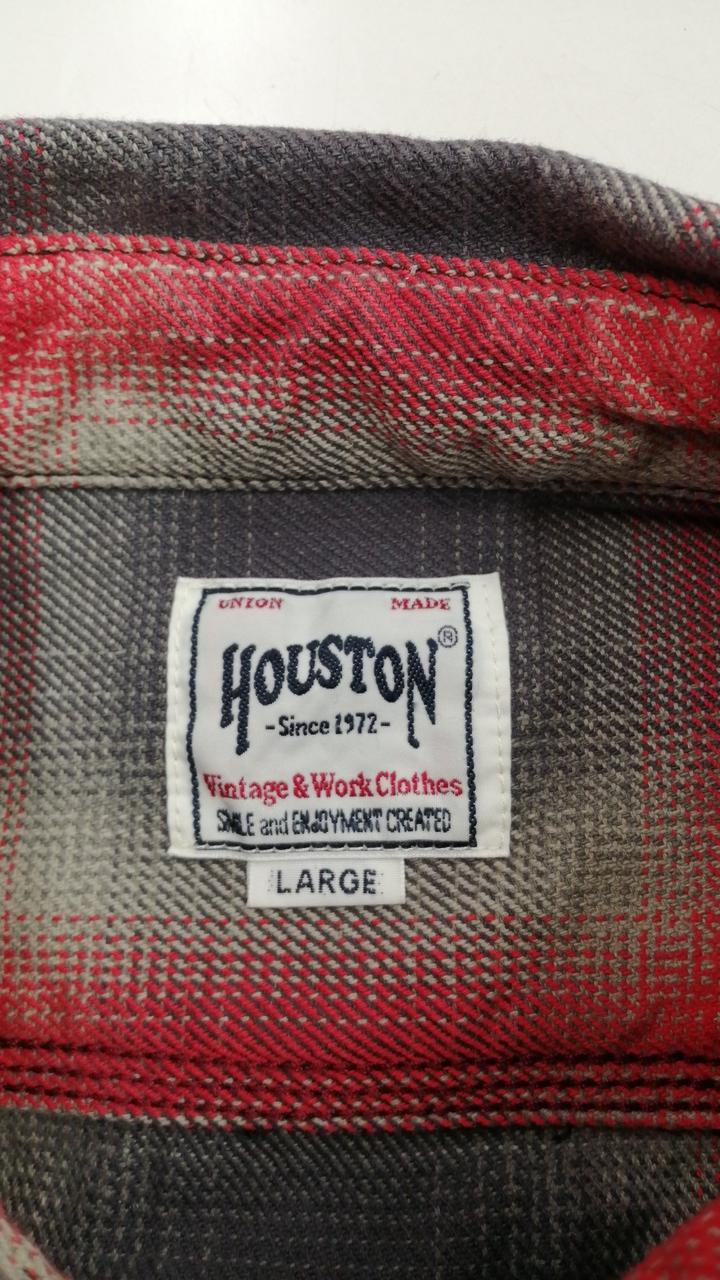 UNION MADE
HOUSTON ®
-Since 1972-
Vintage & Work Clothes
SMILE and ENJOYMENT CREATED
LARGE